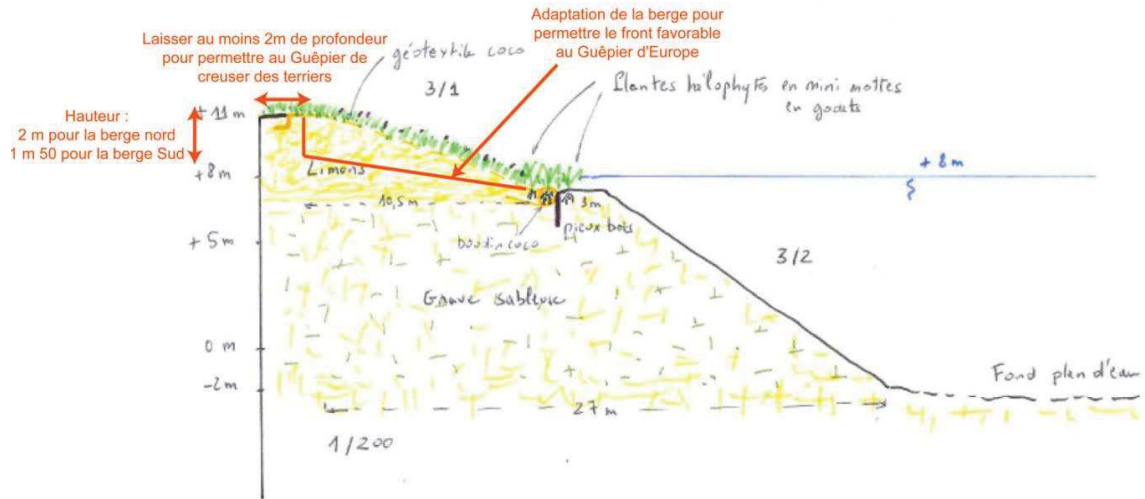 Adaptation de la berge pour
permettre le front favorable
au Guêpier d'Europe
Laisser au moins 2m de profondeur
pour permettre au Guêpier de
creuser des terriers
géotextile coco
3/1
Plantes hélophyts en mini mottes
en godets
Hauteur :
2 m pour la berge nord
1 m 50 pour la berge Sud
+ 11 m
+8 m
Limons
+ 8 m
10,5m
3m
boudin coco
pieux bois
+5 m
3/2
Grave sableuse
0 m
-2 m
Fond plan d'eau
27 m
1/200